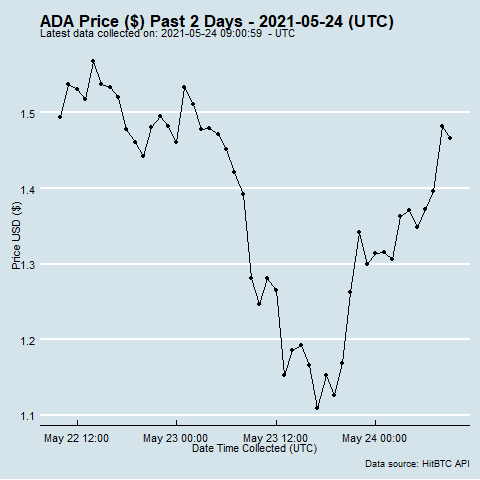 ADA Price ($) Past 2 Days - 2021-05-24 (UTC)
Latest data collected on: 2021-05-24 09:00:59  - UTC
Price USD ($)
1.5
1.4
1.3
1.2
1.1
May 22 12:00 May 23 00:00 May 23 12:00 May 24 00:00
Date Time Collected (UTC)
Data source: HitBTC API